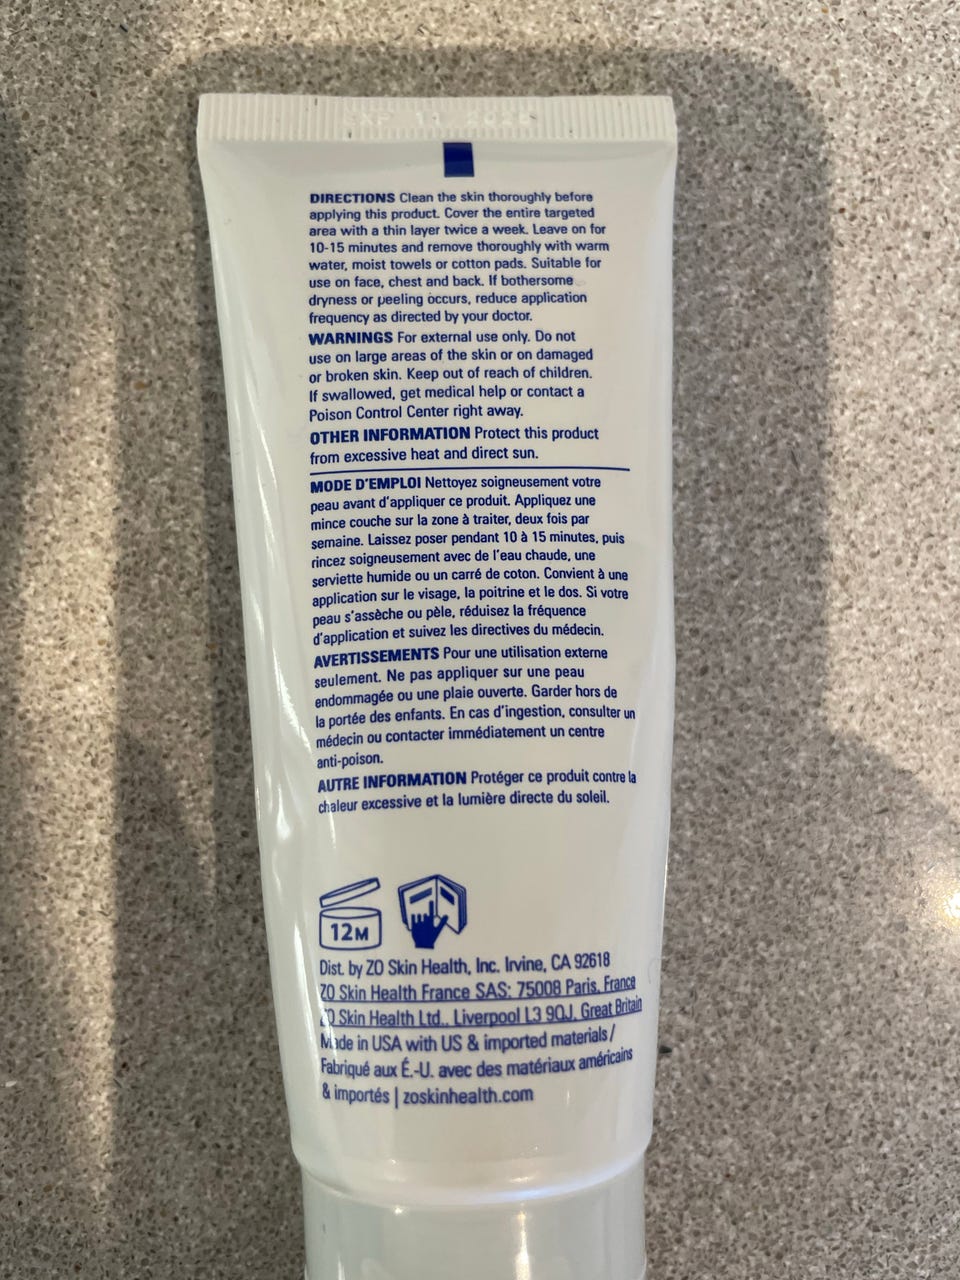 EXP 11 2025
DIRECTIONS Clean the skin thoroughly before
applying this product. Cover the entire targeted
area with a thin layer twice a week. Leave on for
10-15 minutes and remove thoroughly with warm
water, moist towels or cotton pads. Suitable for
use on face, chest and back. If bothersome
dryness or peeling occurs, reduce application
frequency as directed by your doctor.
WARNINGS For external use only. Do not
use on large areas of the skin or on damaged
or broken skin. Keep out of reach of children.
If swallowed, get medical help or contact a
Poison Control Center right away.
OTHER INFORMATION Protect this product
from excessive heat and direct sun.
MODE D'EMPLOI Nettoyez soigneusement votre
peau avant d'appliquer ce produit. Appliquez une
mince couche sur la zone à traiter, deux fois par
semaine. Laissez poser pendant 10 à 15 minutes, puis
rincez soigneusement avec de l'eau chaude, une
serviette humide ou un carré de coton. Convient à une
application sur le visage, la poitrine et le dos. Si votre
peau s'assèche ou pèle, réduisez la fréquence
d'application et suivez les directives du médecin.
AVERTISSEMENTS Pour une utilisation externe
seulement. Ne pas appliquer sur une peau
endommagée ou une plaie ouverte. Garder hors de
la portée des enfants. En cas d'ingestion, consulter un
médecin ou contacter immédiatement un centre
anti-poison.
AUTRE INFORMATION Protéger ce produit contre la
chaleur excessive et la lumière directe du soleil.
12M
Dist. by ZO Skin Health, Inc. Irvine, CA 92618
ZO Skin Health France SAS: 75008 Paris, France
ZO Skin Health Ltd., Liverpool L3 9QJ, Great Britain
Made in USA with US & imported materials/
Fabriqué aux É.-U. avec des matériaux américains
& importés | zoskinhealth.com